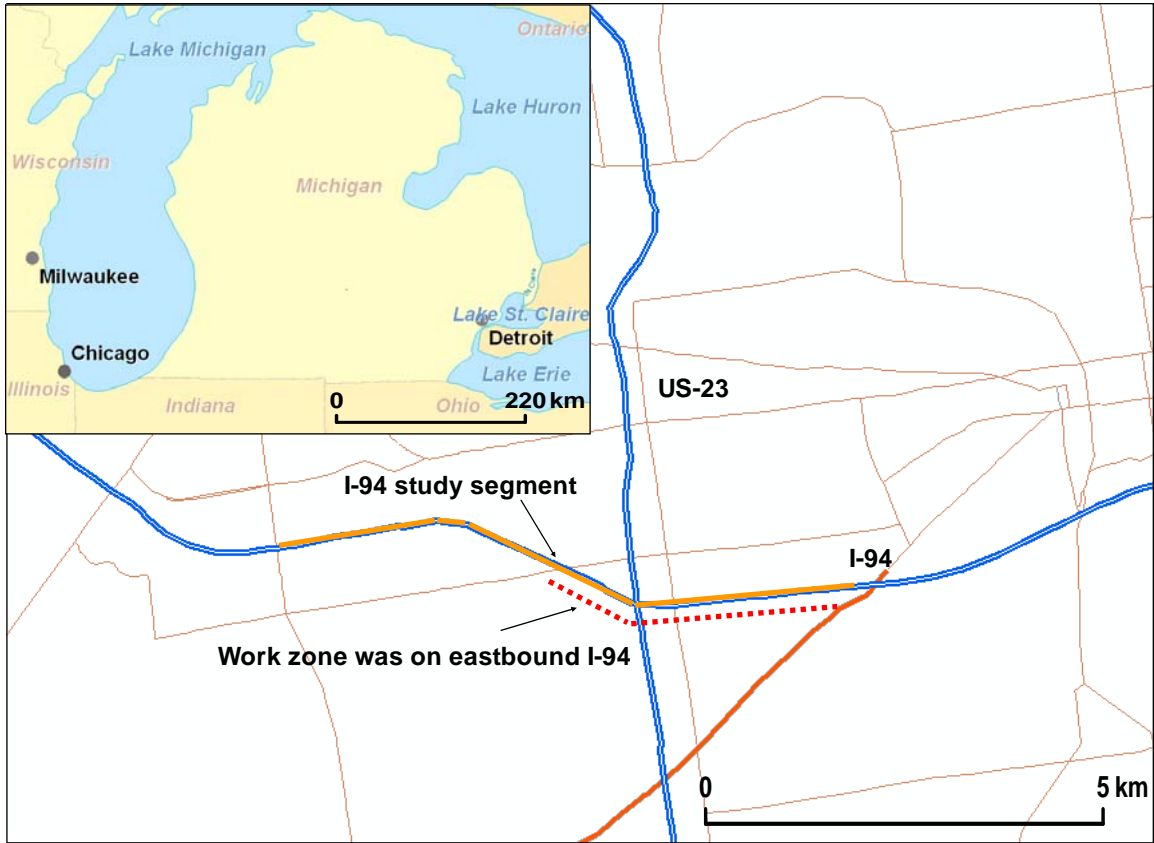 Ontario
Lake Michigan
Lake Huron
Wisconsin
Michigan
Milwaukee
Lake St. Claire
Detroit
Chicago
Lake Erie
Illinois
Indiana
Ohio
0 220 km
US-23
I-94 study segment
I-94
Work zone was on eastbound I-94
0 5 km